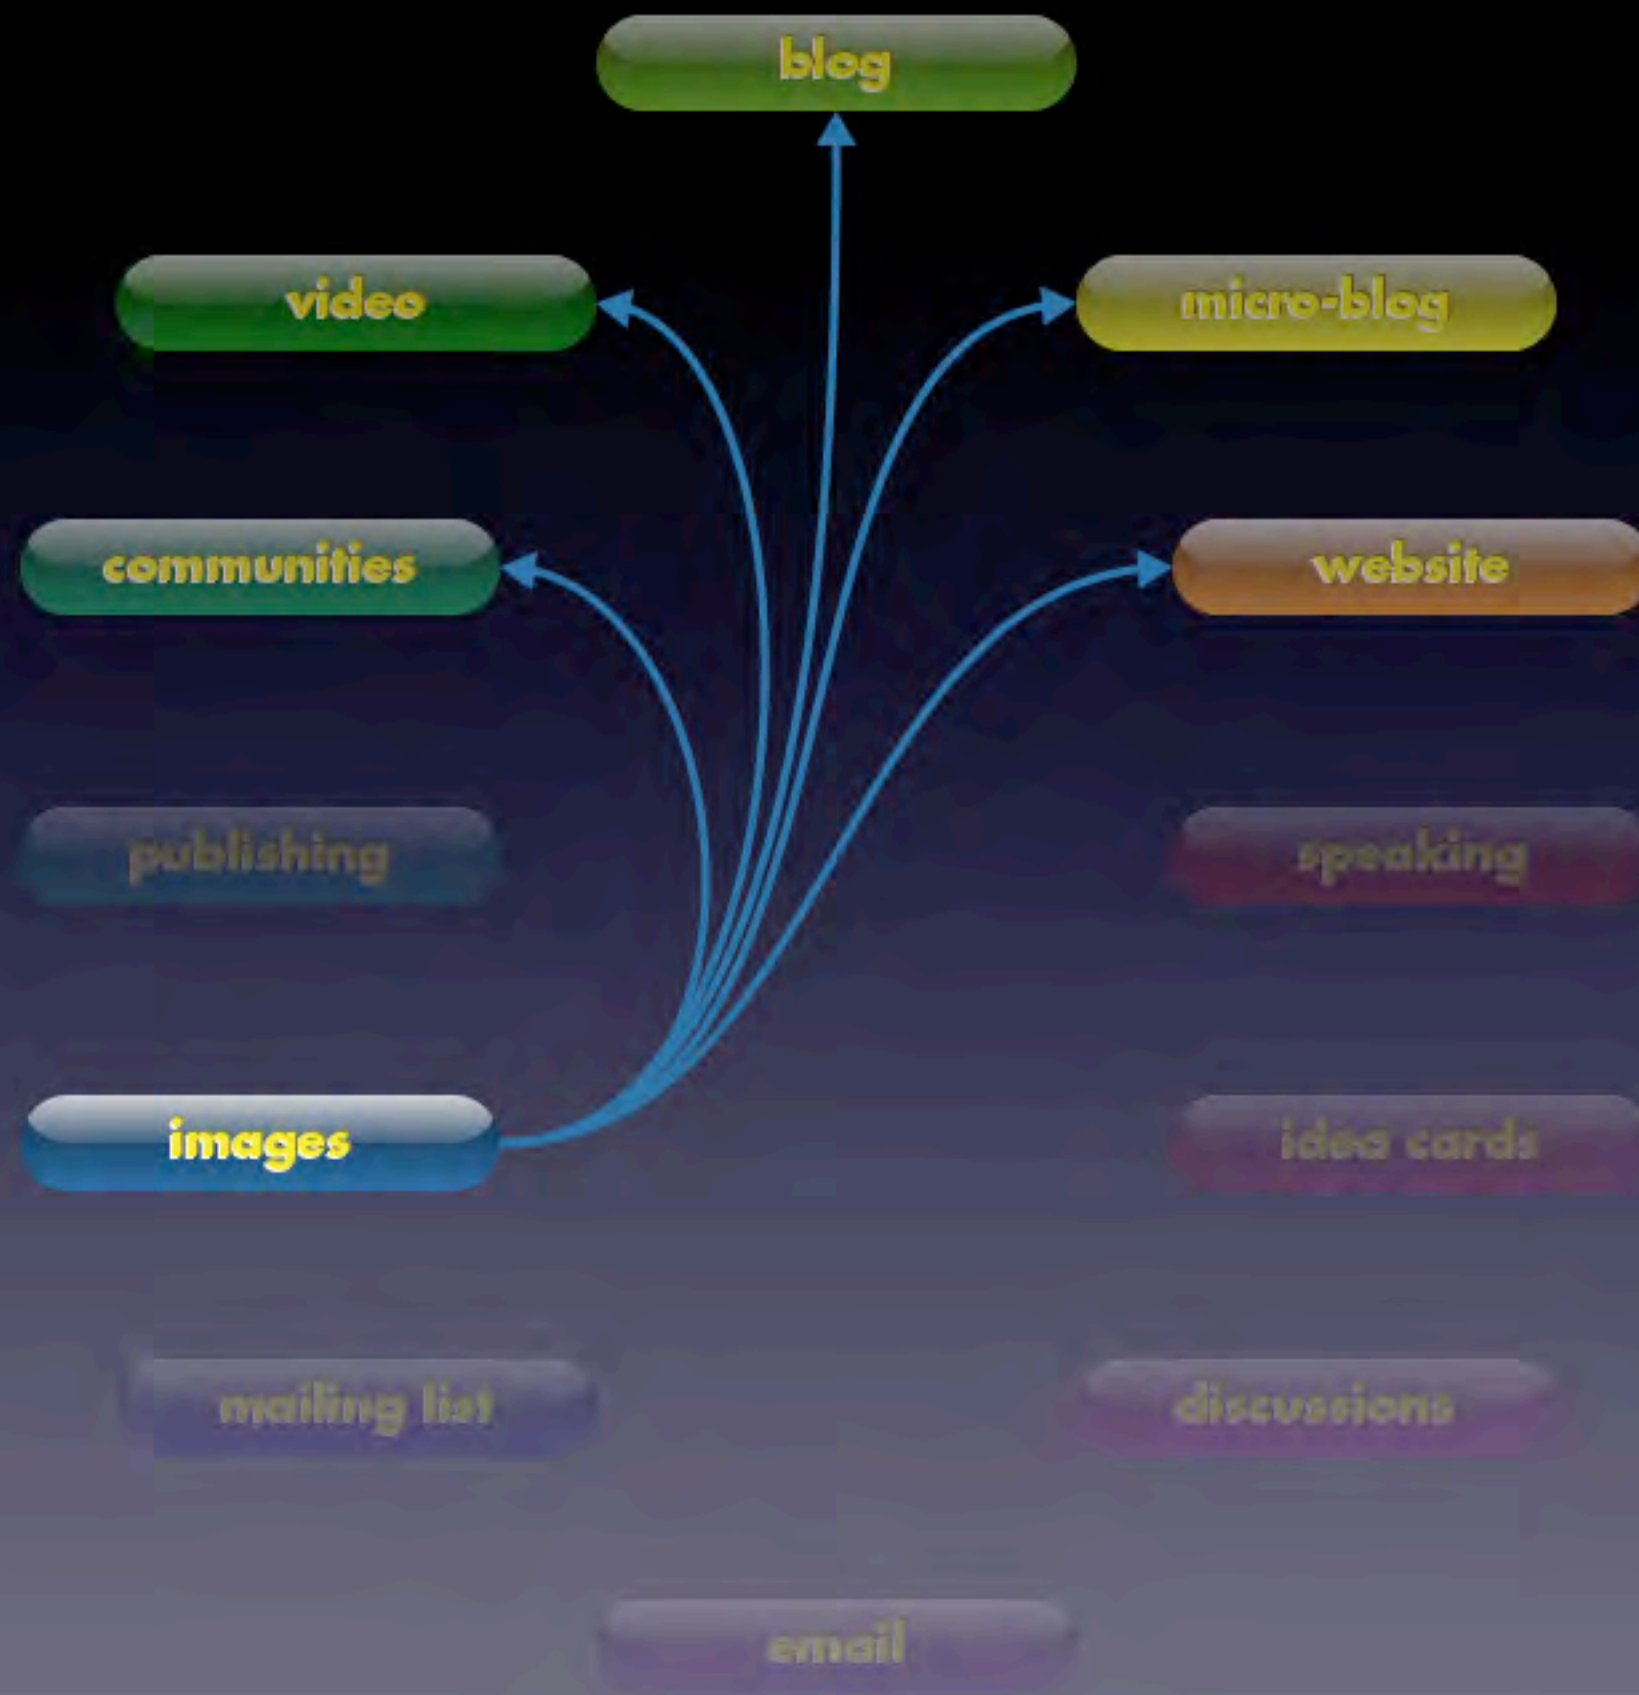 blog
video
micro-blog
communities
website
publishing
speaking
images
idea cards
mailing list
discussions
email